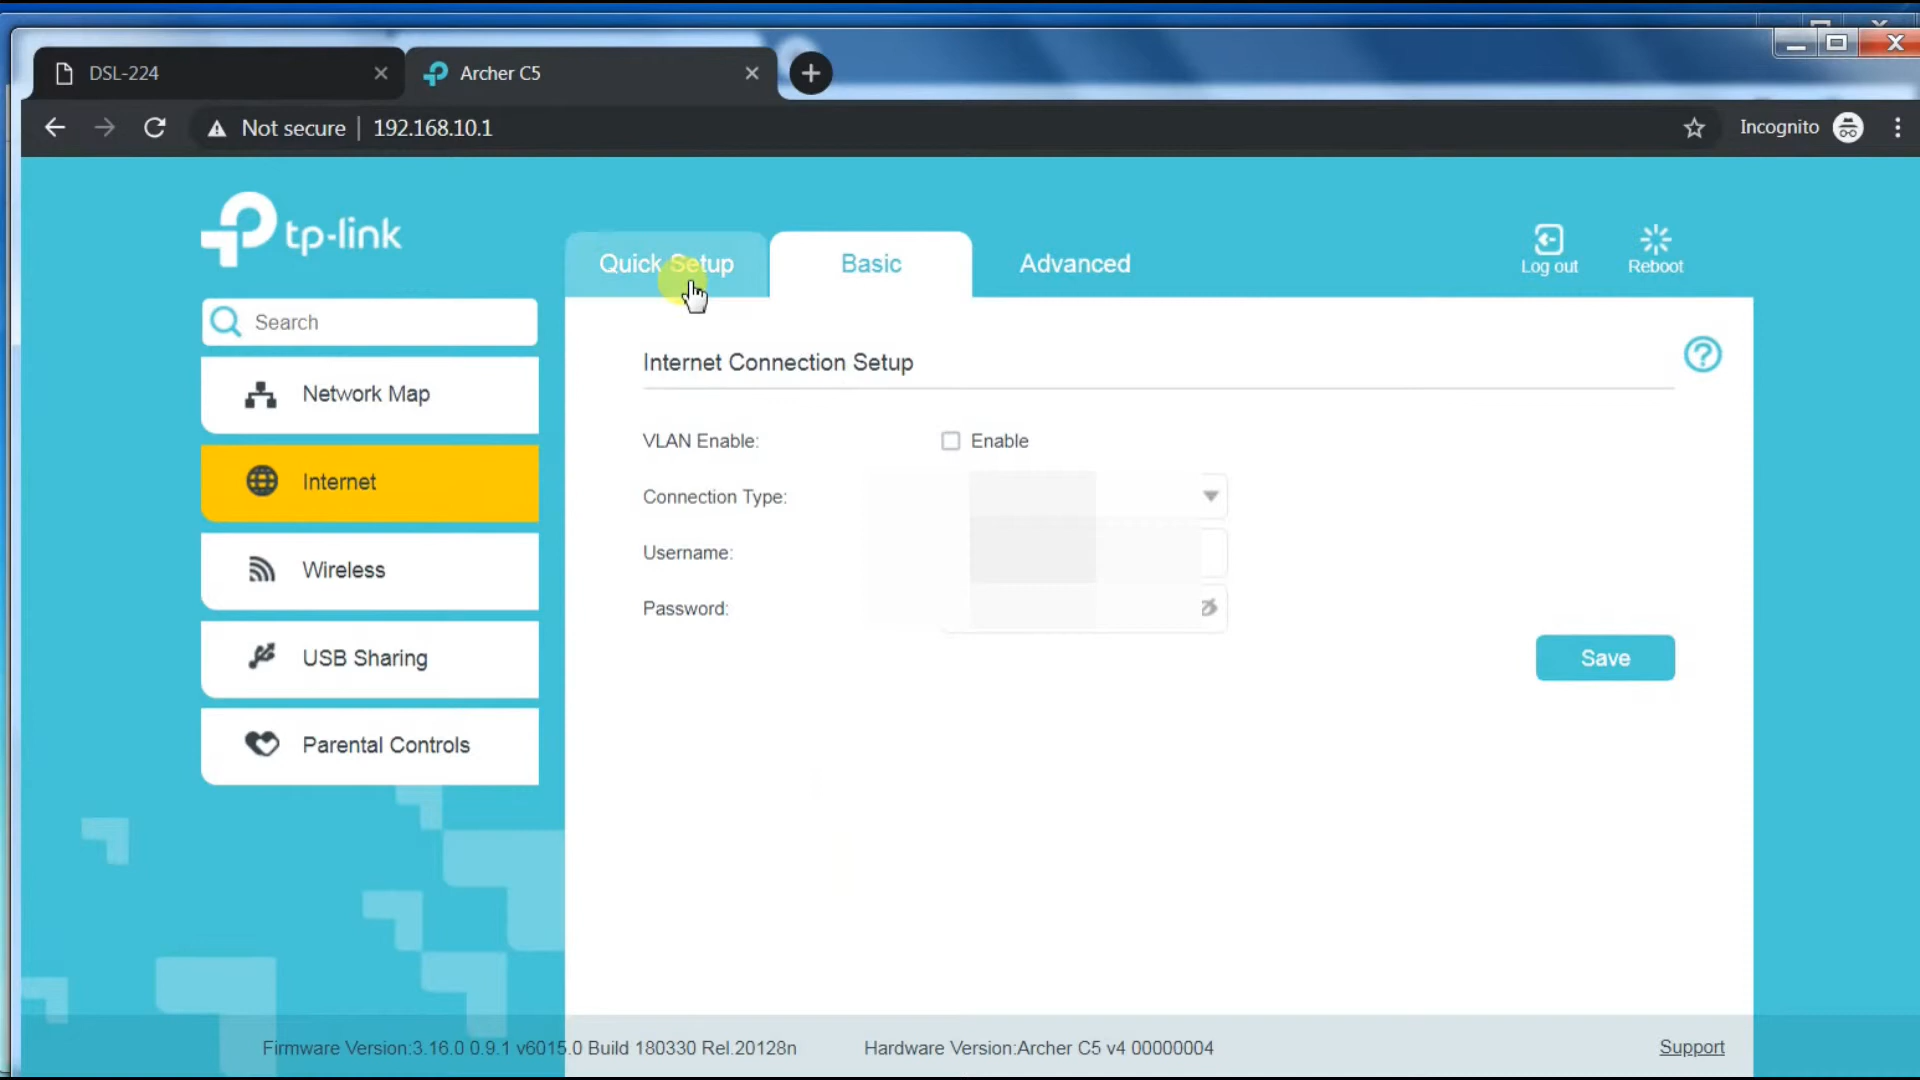 DSL-224
Archer C5
Not secure | 192.168.10.1
Incognito
tp-link
Quick Setup
Basic
Advanced
Log out
Reboot
Search
Network Map
Internet
Wireless
USB Sharing
Parental Controls
Internet Connection Setup
VLAN Enable:
Enable
Connection Type:
Username:
Password:
Save
Firmware Version:3.16.0 0.9.1 v6015.0 Build 180330 Rel.20128n
Hardware Version:Archer C5 v4 00000004
Support